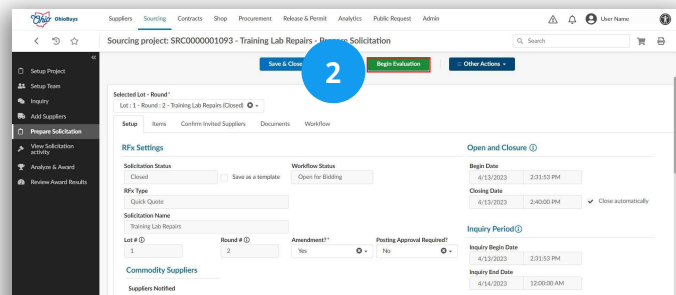 Ohio OhioBuys
Suppliers Sourcing Contracts Shop Procurement Release & Permit Analytics Public Request Admin
User Name
Sourcing project: SRC0000001093 - Training Lab Repairs - Prepare Solicitation
Search
Save & Close
2
Begin Evaluation
Other Actions
Setup Project
Setup Team
Inquiry
Add Suppliers
Prepare Solicitation
View Solicitation
activity
Analyze & Award
Review Award Results
Selected Lot - Round*
Lot : 1 - Round : 2 - Training Lab Repairs (Closed)
Setup Items Confirm Invited Suppliers Documents Workflow
RFx Settings
Solicitation Status
Closed
Save as a template
Workflow Status
Open for Bidding
RFx Type
Quick Quote
Solicitation Name
Training Lab Repairs
Lot # Round # Amendment?* Posting Approval Required?
1 2 Yes No
Commodity Suppliers
Suppliers Notified
Open and Closure
Begin Date
4/13/2023 2:31:53 PM
Closing Date
4/13/2023 2:40:00 PM Close automatically
Inquiry Period
Inquiry Begin Date
4/13/2023 2:31:53 PM
Inquiry End Date
4/14/2023 12:00:00 AM